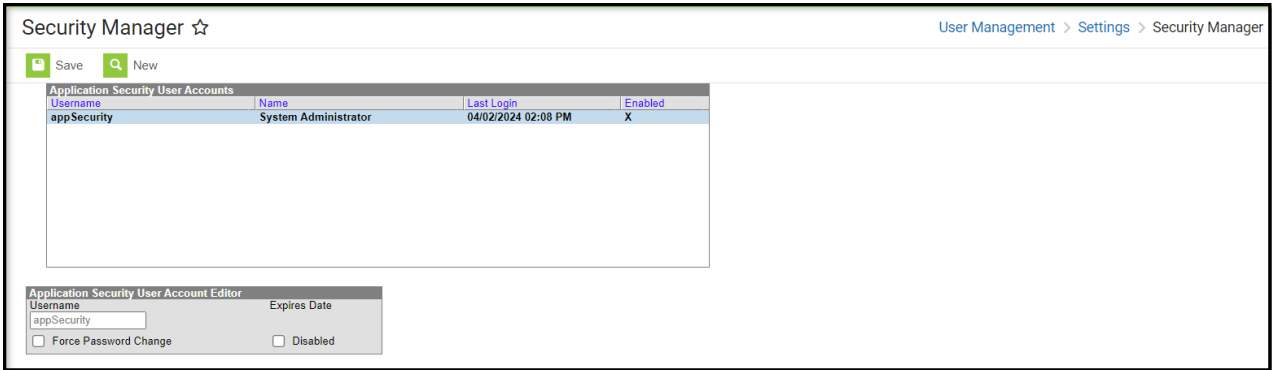 Security Manager
User Management > Settings > Security Manager
Save New
Application Security User Accounts
Username Name Last Login Enabled
appSecurity System Administrator 04/02/2024 02:08 PM X
Application Security User Account Editor
Username Expires Date
appSecurity
Force Password Change Disabled